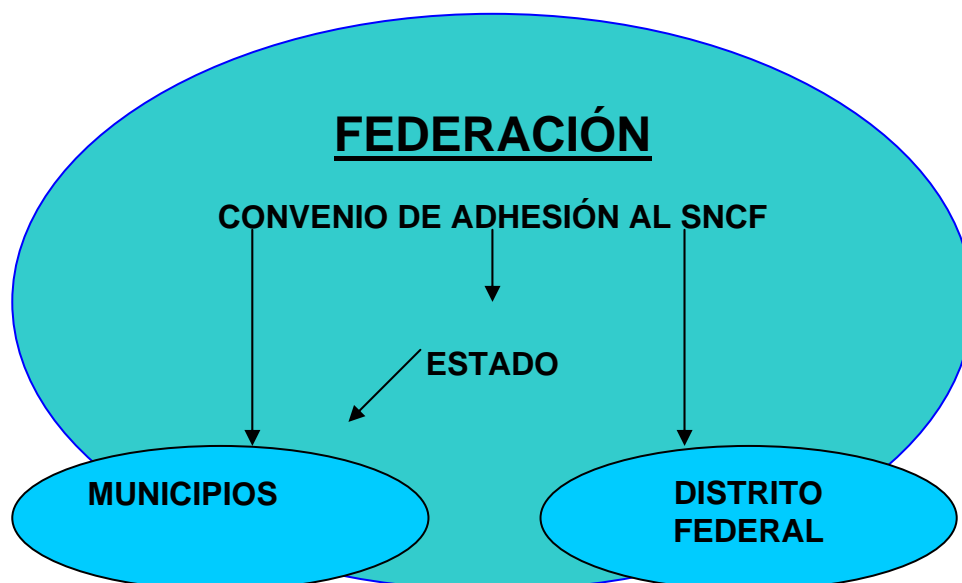 FEDERACIÓN
CONVENIO DE ADHESIÓN AL SNCF
ESTADO
MUNICIPIOS
DISTRITO
FEDERAL